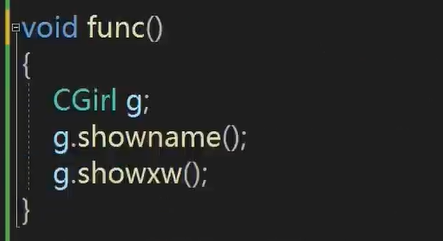 void func()
{
    CGirl g;
    g.showname();
    g.showxw();
}